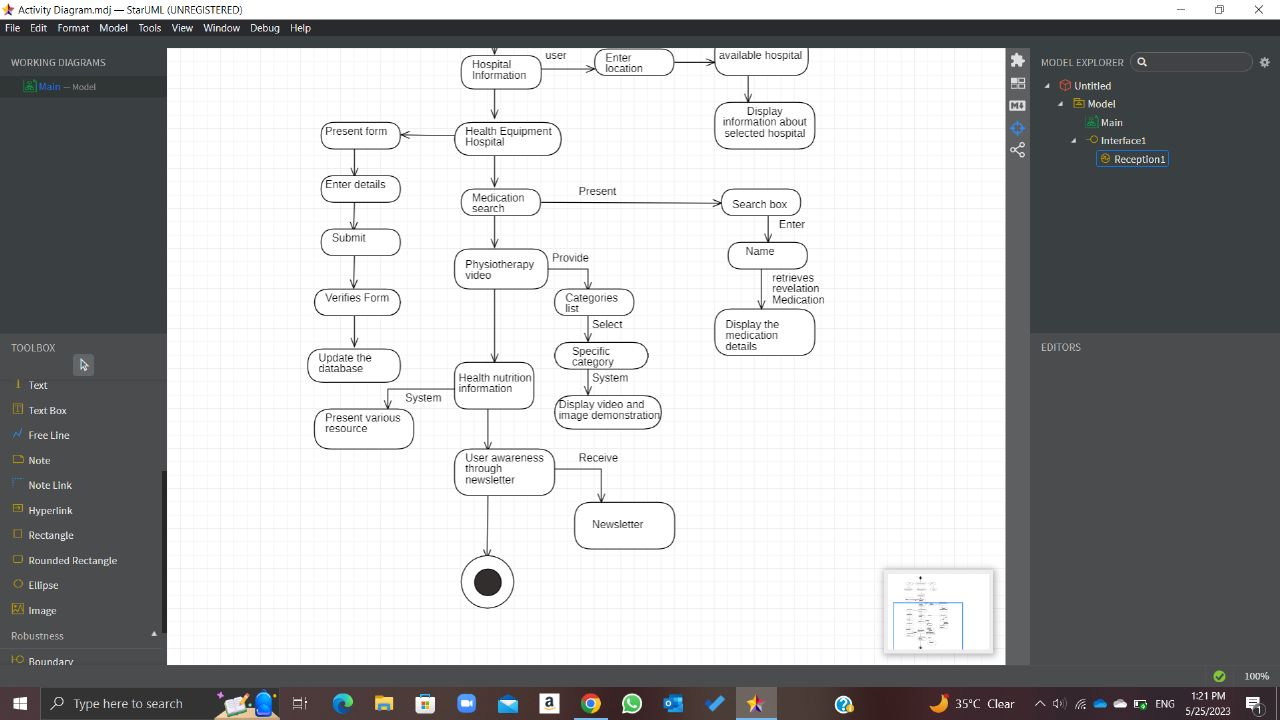 Activity Diagram.mdj — StarUML (UNREGISTERED)
File Edit Format Model Tools View Window Debug Help
WORKING DIAGRAMS
Main — Model
TOOLBOX
Text
Text Box
Free Line
Note
Note Link
Hyperlink
Rectangle
Rounded Rectangle
Ellipse
Image
Robustness
Boundary
Hospital
Information
user
Enter
location
available hospital
Display
information about
selected hospital
Present form
Health Equipment
Hospital
Enter details
Medication
search
Present
Search box
Enter
Submit
Name
Physiotherapy
video
Provide
retrieves
revelation
Medication
Verifies Form
Categories
list
Select
Display the
medication
details
Update the
database
Specific
category
System
Health nutrition
information
System
Display video and
image demonstration
Present various
resource
User awareness
through
newsletter
Receive
Newsletter
MODEL EXPLORER
Untitled
Model
Main
Interface1
Reception1
EDITORS
100%
Type here to search
35°C Clear
ENG
1:21 PM
5/25/2023